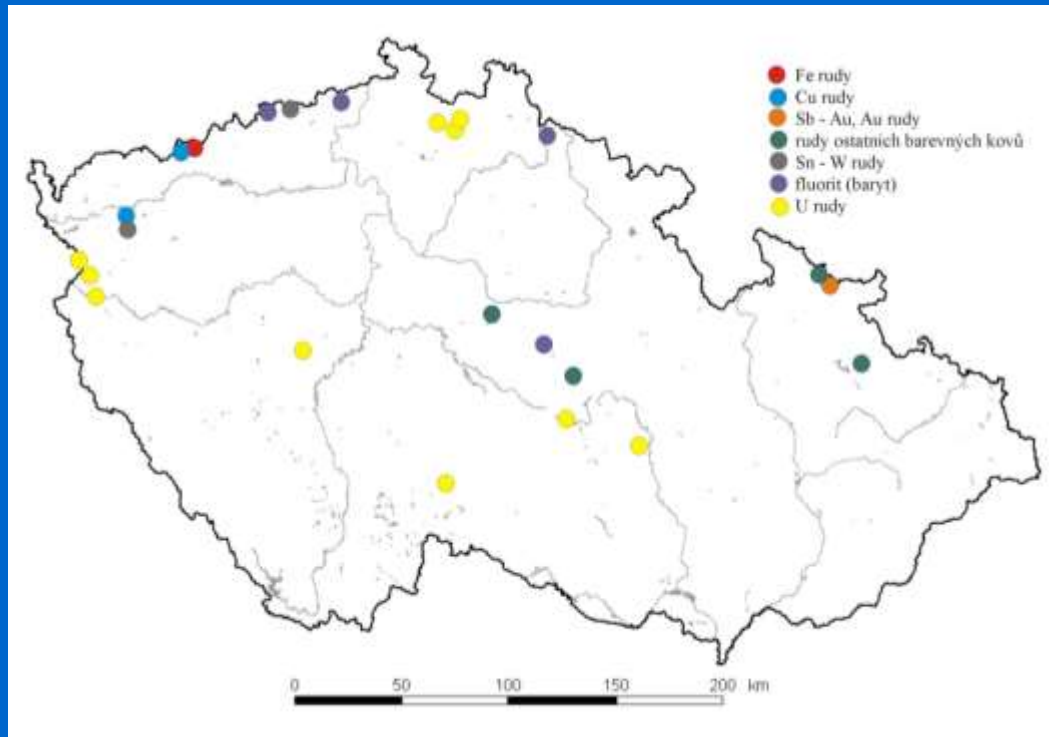 Fe rudy
Cu rudy
Sb - Au, Au rudy
rudy ostatních barevných kovů
Sn - W rudy
fluorit (baryt)
U rudy
0 50 100 150 200 km